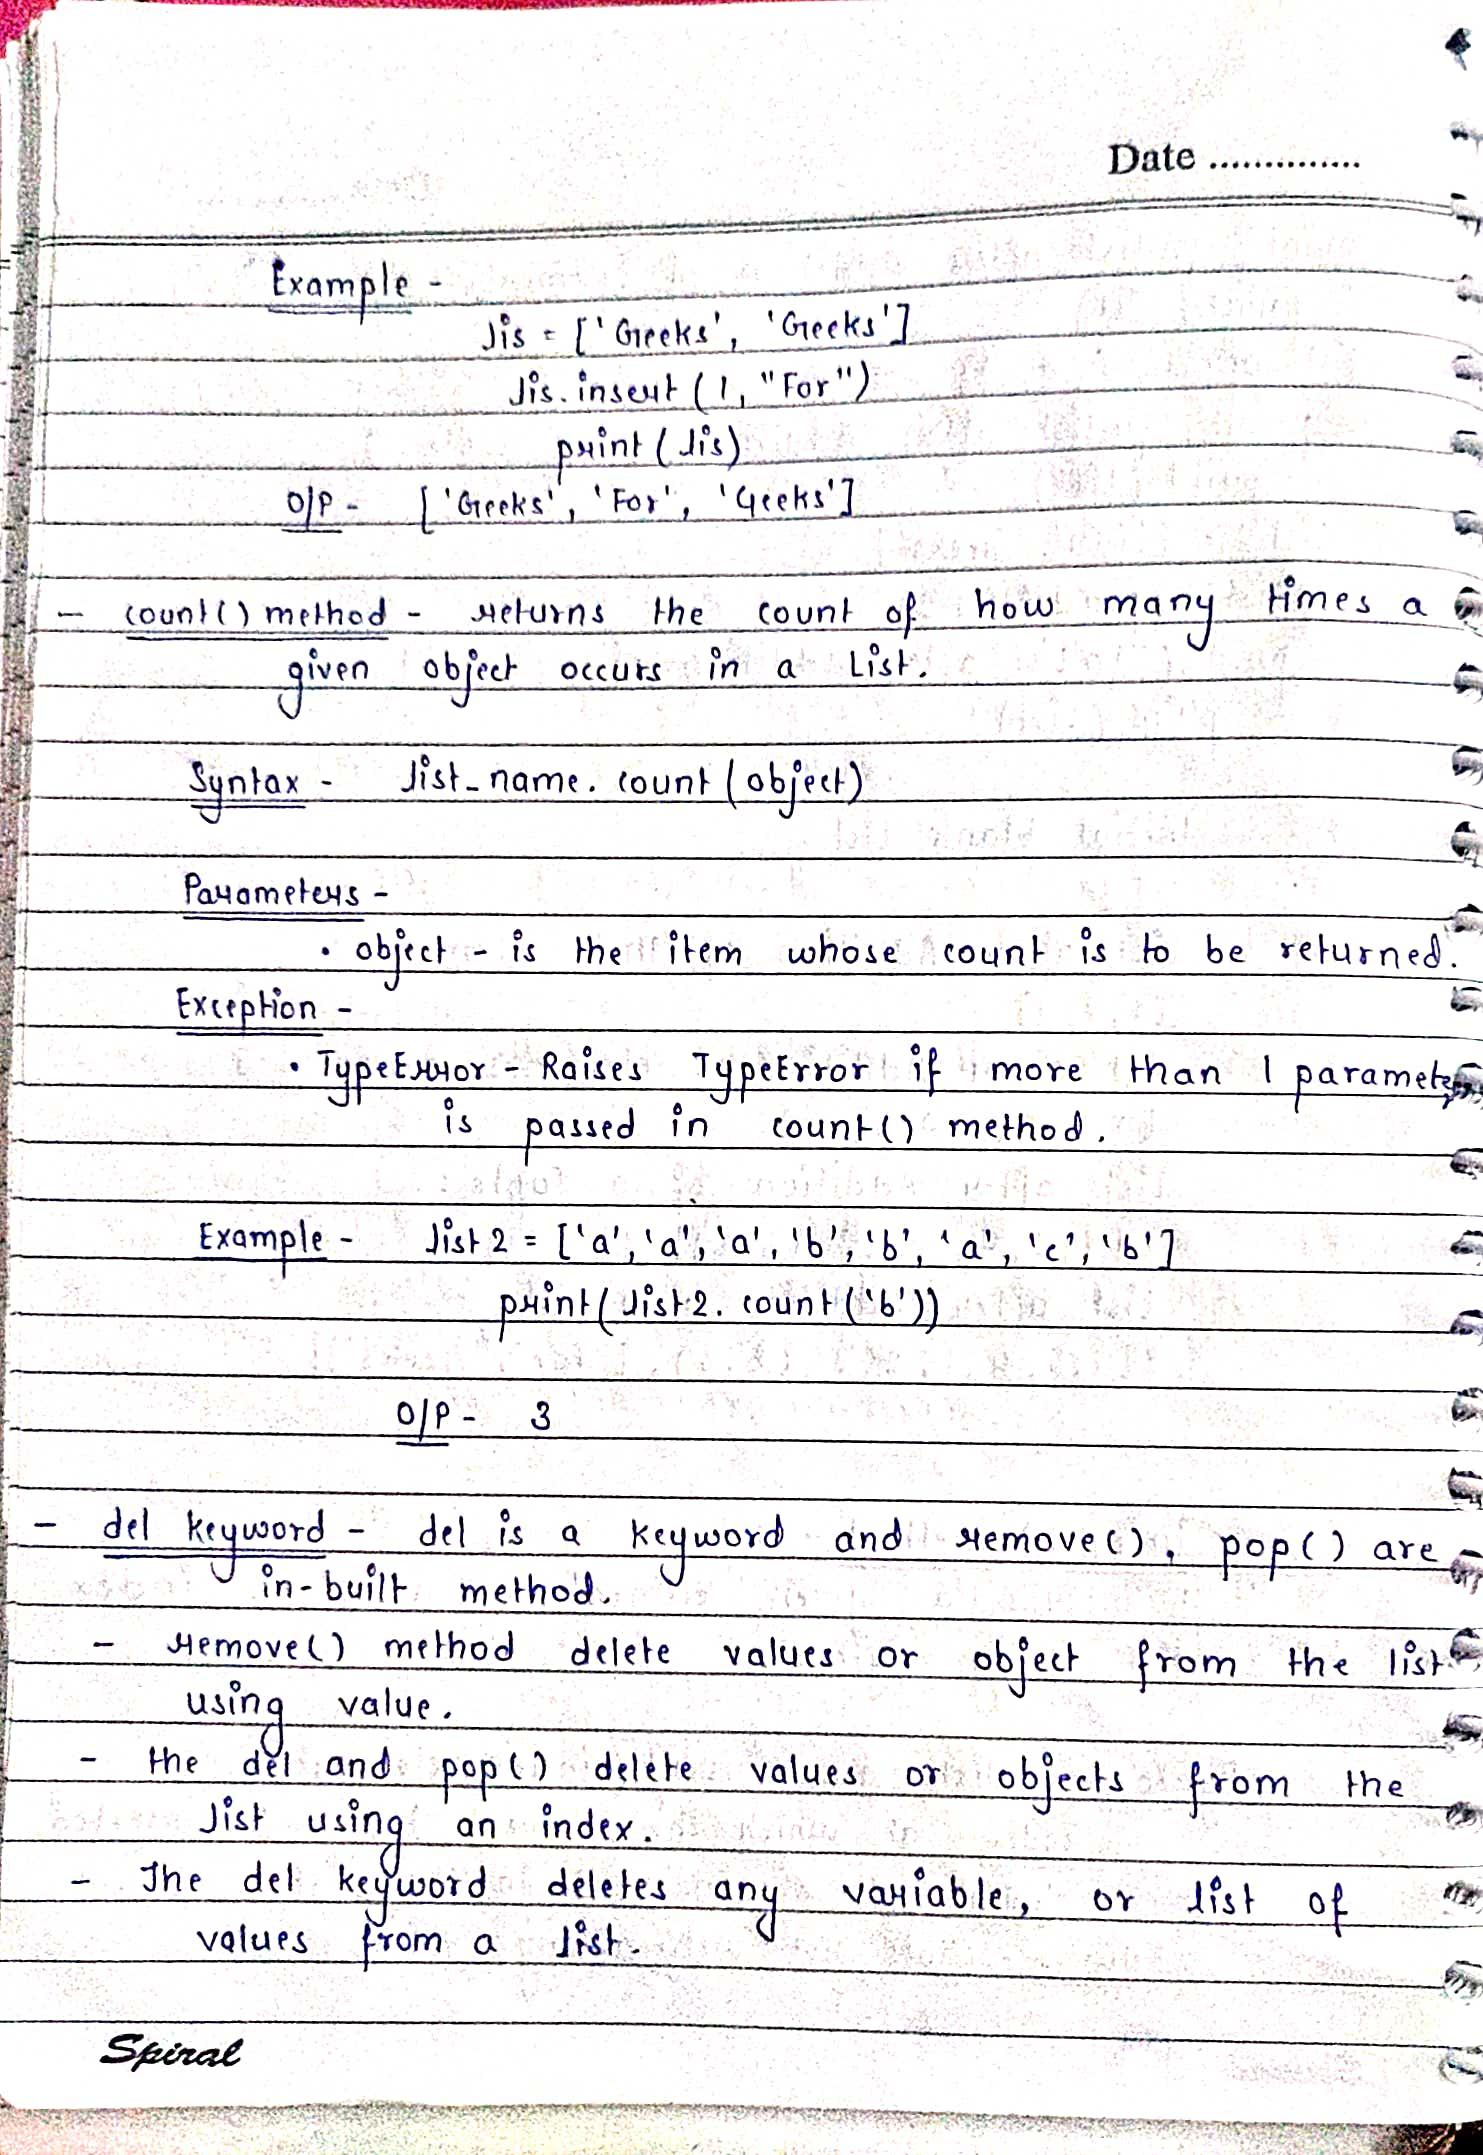 Date ..............
Example -
lis = ['Geeks', 'Geeks']
lis.insert (1, "For")
print (lis)
O/P - ['Geeks', 'For', 'Geeks']
- count() method - returns the count of how many times a
given object occurs in a List.
Syntax - list_name.count (object)
Parameters -
• object - is the item whose count is to be returned.
Exception -
• TypeError - Raises TypeError if more than 1 parameter
is passed in count() method.
Example - list2 = ['a', 'a', 'a', 'b', 'b', 'a', 'c', 'b']
print( list2.count ('b'))
O/P - 3
- del keyword - del is a keyword and remove(), pop() are
in-built method.
- remove() method delete values or object from the list
using value.
- the del and pop() delete values or objects from the
list using an index.
- The del keyword deletes any variable, or list of
values from a list.
Spiral